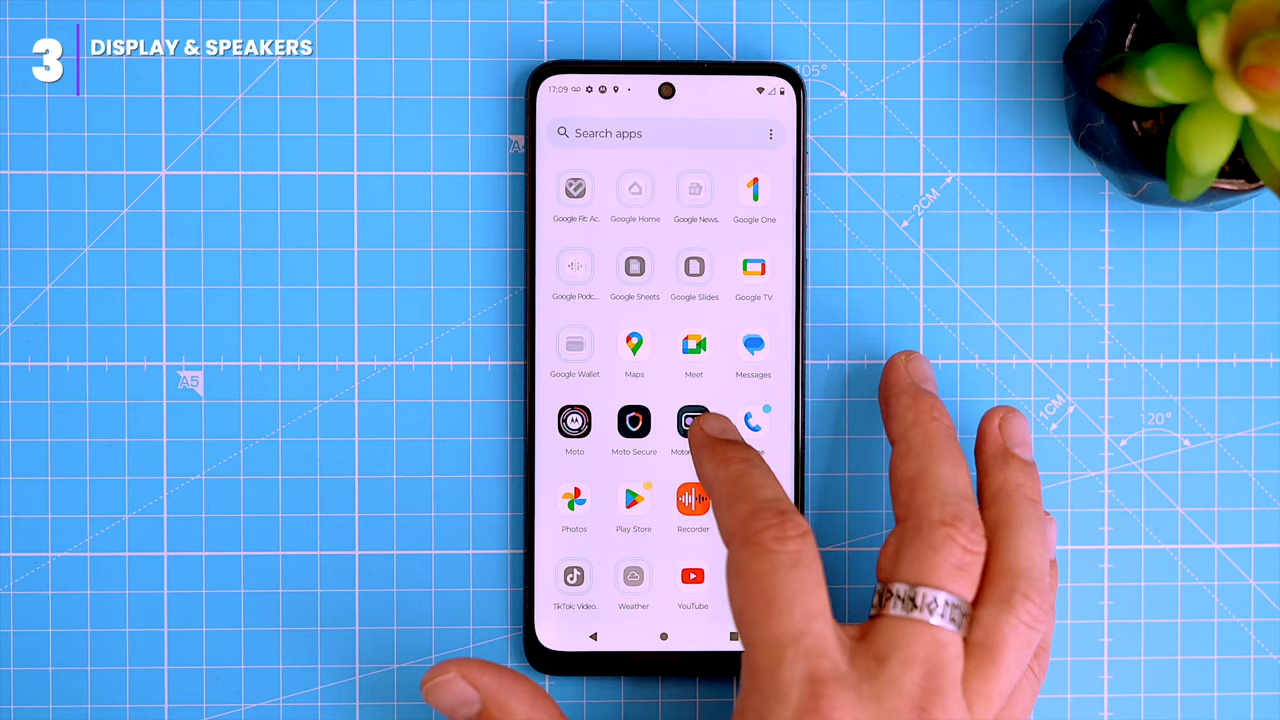 3
DISPLAY & SPEAKERS
17:09
Search apps
Google Fit: Ac..
Google Home
Google News..
Google One
Google Podc...
Google Sheets
Google Slides
Google TV
Google Wallet
Maps
Meet
Messages
Moto
Moto Secure
Photos
Play Store
Recorder
TikTok Video..
Weather
YouTube
105°
2CM
1CM
120°
A5